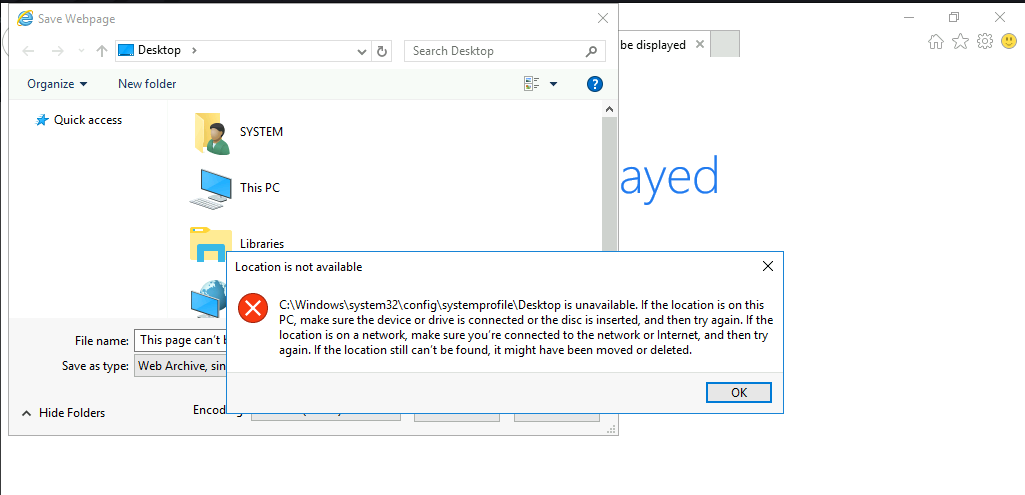 Save Webpage
be displayed
Desktop
Search Desktop
Organize
New folder
?
Quick access
SYSTEM
This PC
Libraries
ayed
Location is not available
C:\Windows\system32\config\systemprofile\Desktop is unavailable. If the location is on this
PC, make sure the device or drive is connected or the disc is inserted, and then try again. If the
location is on a network, make sure you're connected to the network or Internet, and then try
again. If the location still can't be found, it might have been moved or deleted.
OK
File name:
This page can't b
Save as type:
Web Archive, sin
Hide Folders
Encodi